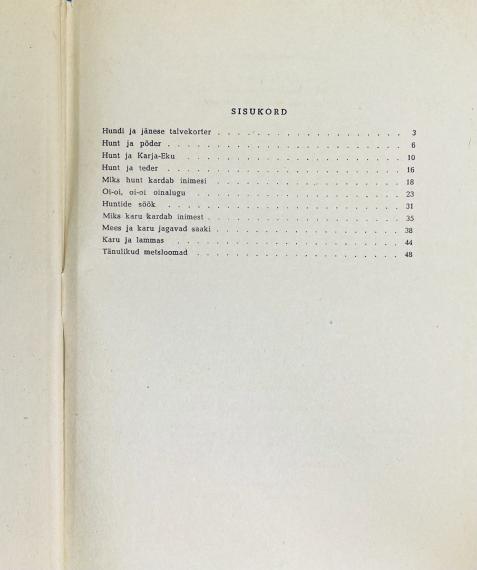 SISUKORD
Hundi ja jänese talvekorter . . . . . . . . . . . . . . . . . . 3
Hunt ja põder . . . . . . . . . . . . . . . . . . . . . . 6
Hunt ja Karja-Eku . . . . . . . . . . . . . . . . . . . . 10
Hunt ja teder . . . . . . . . . . . . . . . . . . . . . . 16
Miks hunt kardab inimesi . . . . . . . . . . . . . . . . . . 18
Oi-oi, oi-oi oinalugu . . . . . . . . . . . . . . . . . . . . 23
Huntide söök . . . . . . . . . . . . . . . . . . . . . . 31
Miks karu kardab inimest . . . . . . . . . . . . . . . . . . 35
Mees ja karu jagavad saaki . . . . . . . . . . . . . . . . . 38
Karu ja lammas . . . . . . . . . . . . . . . . . . . . . 44
Tänulikud metsloomad . . . . . . . . . . . . . . . . . . . 48